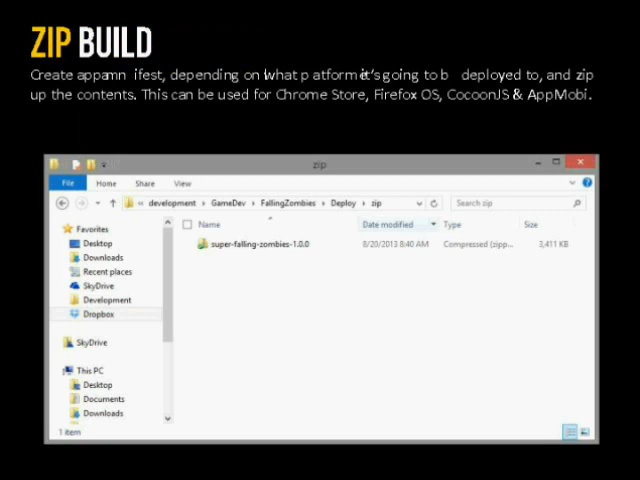 ZIP BUILD
Create app manifest, depending on what platform it's going to b deployed to, and zip
up the contents. This can be used for Chrome Store, Firefox OS, CocoonJS & AppMobi.
zip
File Home Share View
« development › GameDev › FallingZombies › Deploy › zip Search zip
Favorites Name Date modified Type Size
Desktop super-falling-zombies-1.0.0 8/20/2013 8:40 AM Compressed (zipp... 3,411 KB
Downloads
Recent places
SkyDrive
Development
Dropbox
SkyDrive
This PC
Desktop
Documents
Downloads
1 item